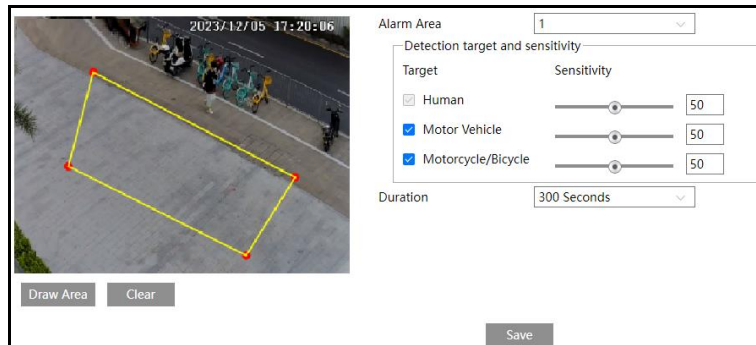 2023/12/05 17:20:06
Alarm Area 1
Detection target and sensitivity
Target Sensitivity
Human 50
Motor Vehicle 50
Motorcycle/Bicycle 50
Duration 300 Seconds
Draw Area Clear
Save